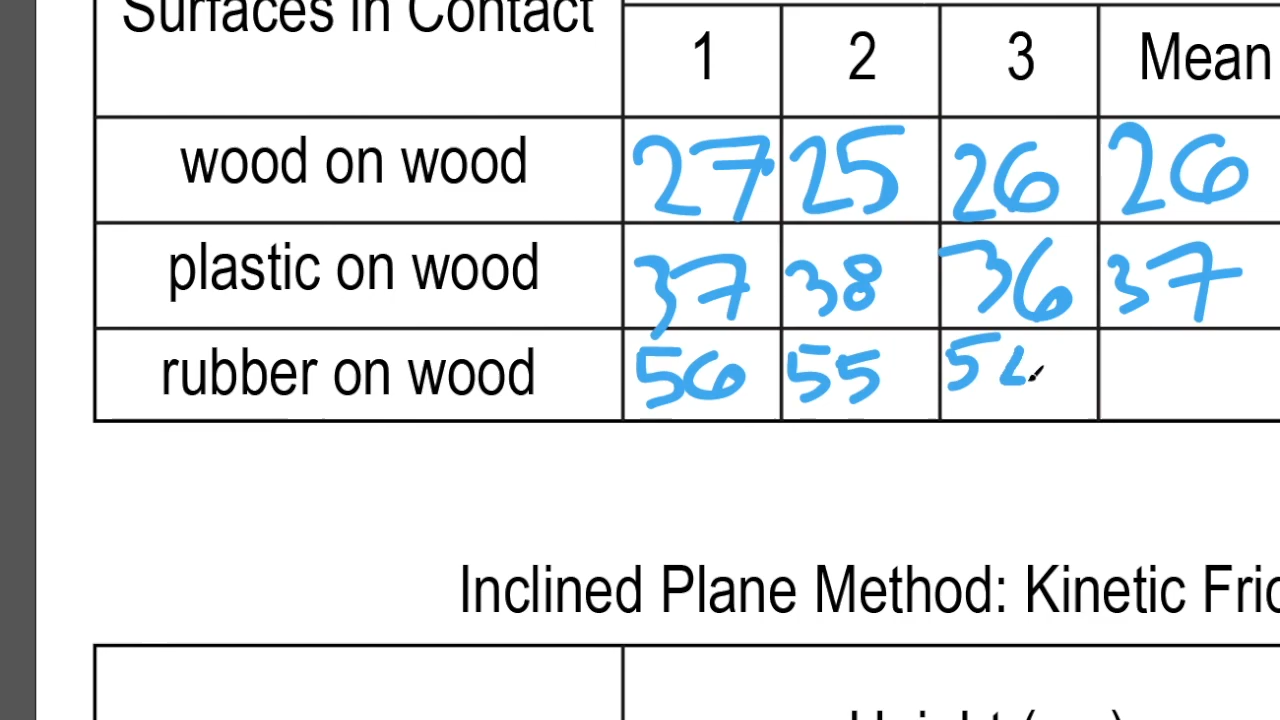 Surfaces in Contact
1 2 3 Mean
wood on wood 27 25 26 26
plastic on wood 37 38 36 37
rubber on wood 56 55 5
Inclined Plane Method: Kinetic Fric